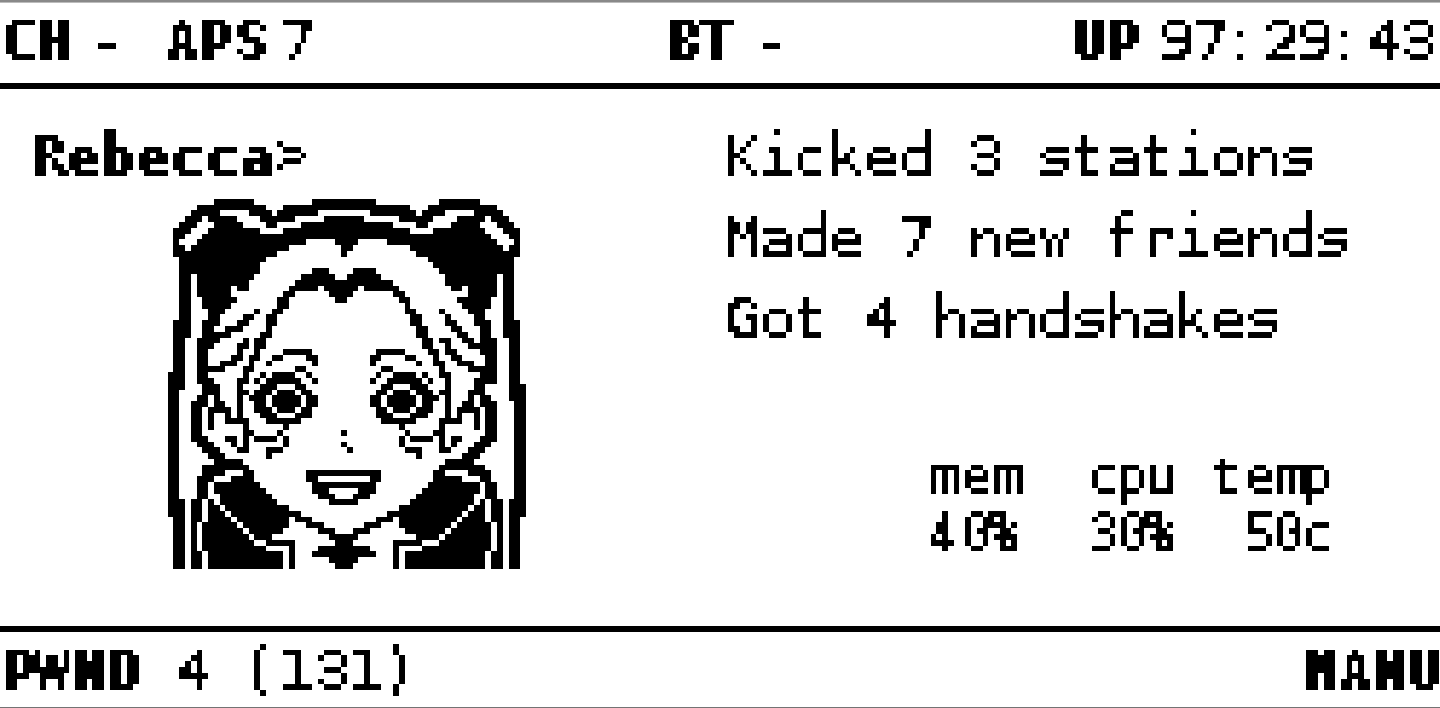 CH - APS 7 BT - UP 97:29:43
Rebecca>
Kicked 3 stations
Made 7 new friends
Got 4 handshakes
mem cpu temp
40% 30% 50c
PWND 4 (131) MANU